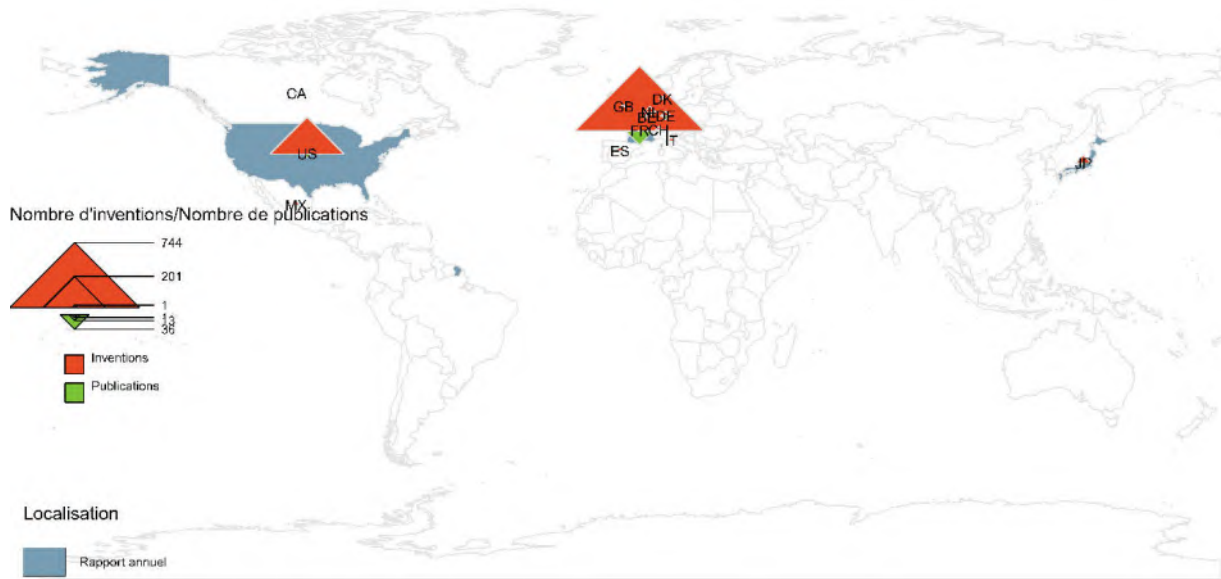 CA
US
MX
GB
DK
NL
BE
DE
FR
CH
IT
ES
JP
Nombre d'inventions/Nombre de publications
744
201
1
1
13
36
Inventions
Publications
Localisation
Rapport annuel